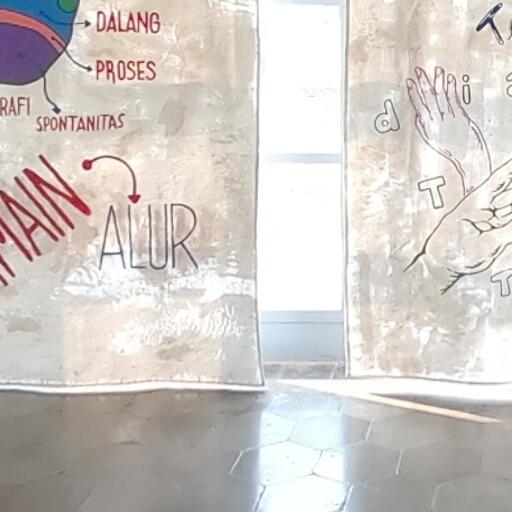 DALANG
PROSES
RAFI
SPONTANITAS
MAIN
ALUR
d i a
T
T